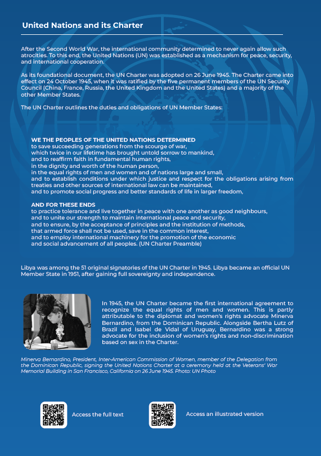 United Nations and its Charter
After the Second World War, the international community determined to never again allow such
atrocities. To this end, the United Nations (UN) was established as a mechanism for peace, security,
and international cooperation.
As its foundational document, the UN Charter was adopted on 26 June 1945. The Charter came into
effect on 24 October 1945, when it was ratified by the five permanent members of the UN Security
Council (China, France, Russia, the United Kingdom and the United States) and a majority of the
other Member States.
The UN Charter outlines the duties and obligations of UN Member States:
WE THE PEOPLES OF THE UNITED NATIONS DETERMINED
to save succeeding generations from the scourge of war,
which twice in our lifetime has brought untold sorrow to mankind,
and to reaffirm faith in fundamental human rights,
in the dignity and worth of the human person,
in the equal rights of men and women and of nations large and small,
and to establish conditions under which justice and respect for the obligations arising from
treaties and other sources of international law can be maintained,
and to promote social progress and better standards of life in larger freedom,
AND FOR THESE ENDS
to practice tolerance and live together in peace with one another as good neighbours,
and to unite our strength to maintain international peace and security,
and to ensure, by the acceptance of principles and the institution of methods,
that armed force shall not be used, save in the common interest,
and to employ international machinery for the promotion of the economic
and social advancement of all peoples. (UN Charter Preamble)
Libya was among the 51 original signatories of the UN Charter in 1945. Libya became an official UN
Member State in 1951, after gaining full sovereignty and independence.
In 1945, the UN Charter became the first international agreement to
recognize the equal rights of men and women. This is partly
attributable to the diplomat and women's rights advocate Minerva
Bernardino, from the Dominican Republic. Alongside Bertha Lutz of
Brazil and Isabel de Vidal of Uruguay, Bernardino was a strong
advocate for the inclusion of women's rights and non-discrimination
based on sex in the Charter.
Minerva Bernardino, President, Inter-American Commission of Women, member of the Delegation from
the Dominican Republic, signing the United Nations Charter at a ceremony held at the Veterans' War
Memorial Building in San Francisco, California on 26 June 1945. Photo: UN Photo
Access the full text
Access an illustrated version